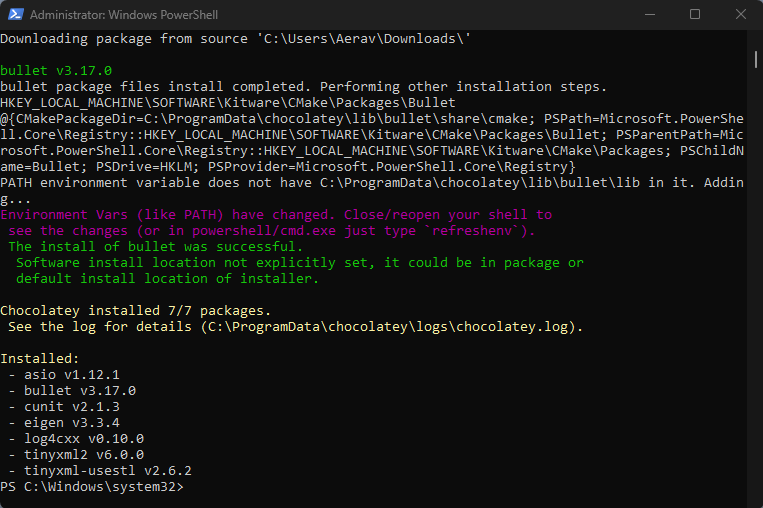 Administrator: Windows PowerShell
Downloading package from source 'C:\Users\Aerav\Downloads\'
bullet v3.17.0
bullet package files install completed. Performing other installation steps.
HKEY_LOCAL_MACHINE\SOFTWARE\Kitware\CMake\Packages\Bullet
@{CMakePackageDir=C:\ProgramData\chocolatey\lib\bullet\share\cmake; PSPath=Microsoft.PowerShe
ll.Core\Registry::HKEY_LOCAL_MACHINE\SOFTWARE\Kitware\CMake\Packages\Bullet; PSParentPath=Mic
rosoft.PowerShell.Core\Registry::HKEY_LOCAL_MACHINE\SOFTWARE\Kitware\CMake\Packages; PSChildN
ame=Bullet; PSDrive=HKLM; PSProvider=Microsoft.PowerShell.Core\Registry}
PATH environment variable does not have C:\ProgramData\chocolatey\lib\bullet\lib in it. Addin
g...
Environment Vars (like PATH) have changed. Close/reopen your shell to
 see the changes (or in powershell/cmd.exe just type `refreshenv`).
 The install of bullet was successful.
  Software install location not explicitly set, it could be in package or
  default install location of installer.
Chocolatey installed 7/7 packages.
 See the log for details (C:\ProgramData\chocolatey\logs\chocolatey.log).
Installed:
 - asio v1.12.1
 - bullet v3.17.0
 - cunit v2.1.3
 - eigen v3.3.4
 - log4cxx v0.10.0
 - tinyxml2 v6.0.0
 - tinyxml-usestl v2.6.2
PS C:\Windows\system32>